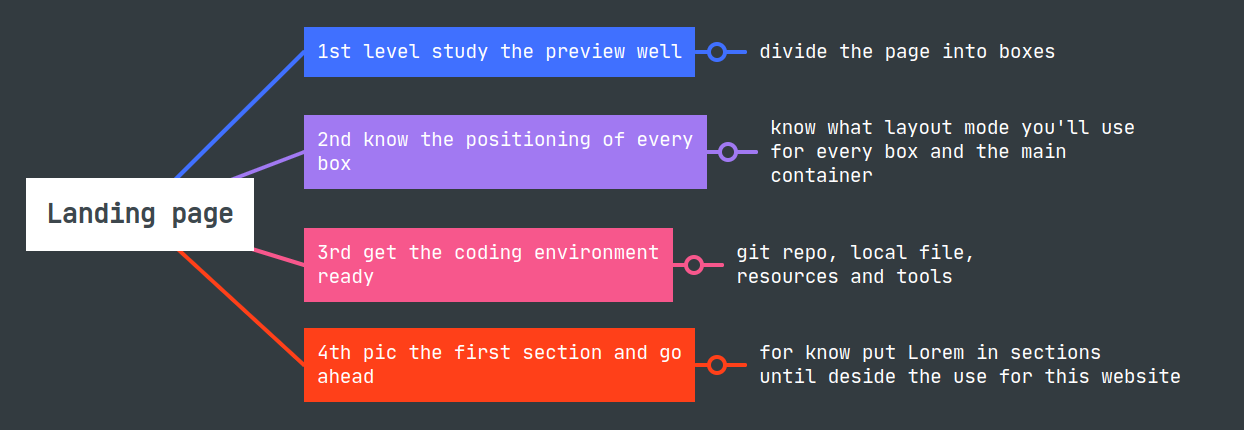 Landing page
1st level study the preview well
divide the page into boxes
2nd know the positioning of every
box
know what layout mode you'll use
for every box and the main
container
3rd get the coding environment
ready
git repo, local file,
resources and tools
4th pic the first section and go
ahead
for know put Lorem in sections
until deside the use for this website